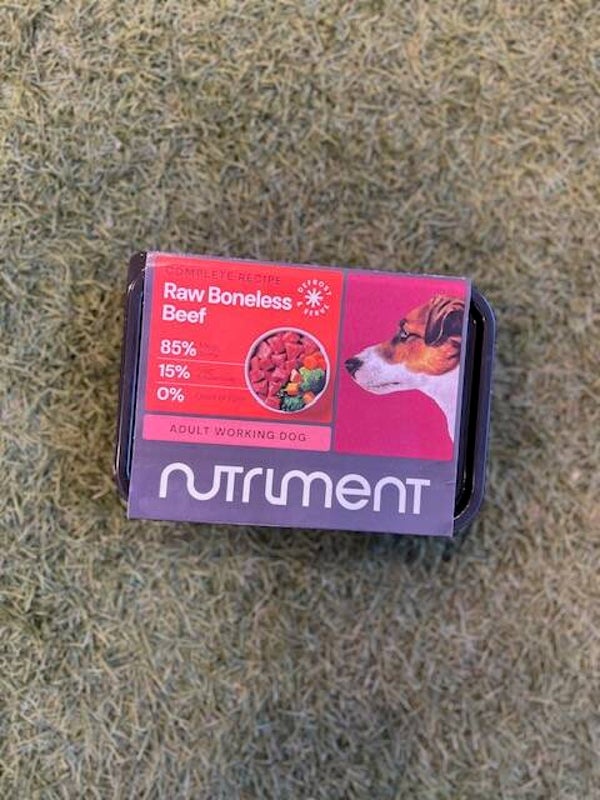 COMPLETE RECIPE
Raw Boneless
Beef
DEFROST & SERVE
85%
15%
0%
ADULT WORKING DOG
nutriment